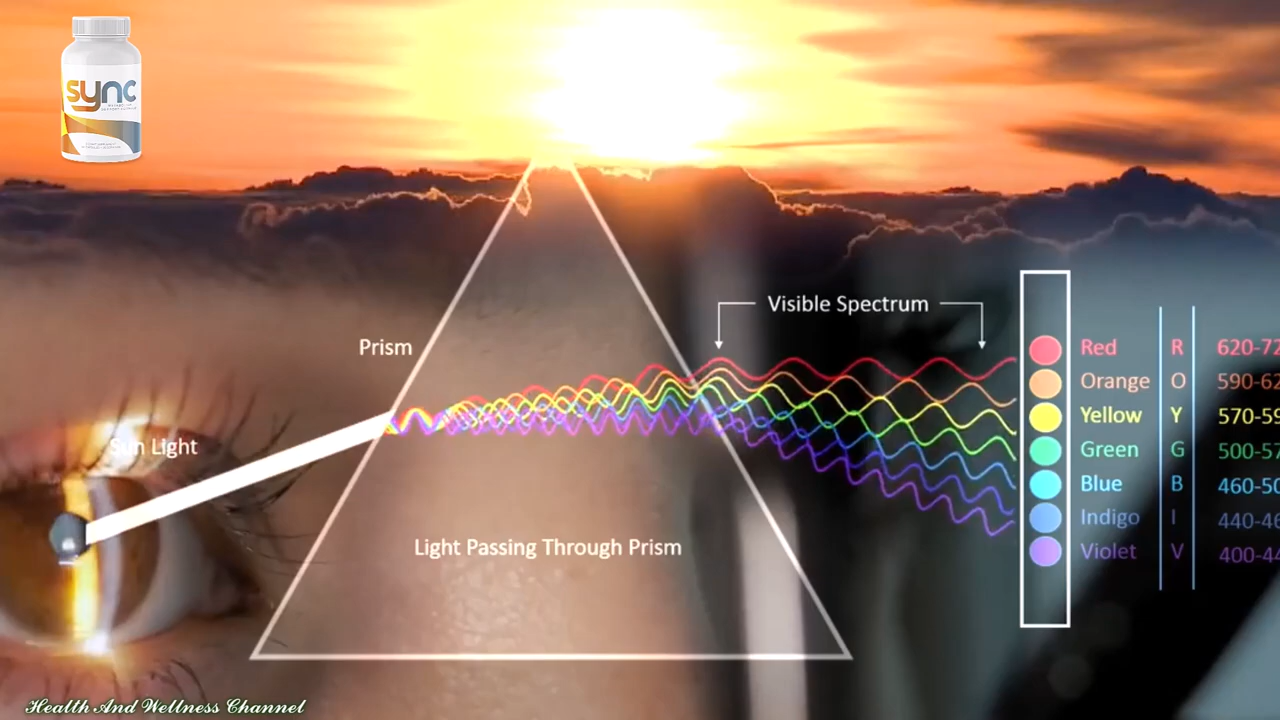 sync
Visible Spectrum
Prism
Red R 620-72
Orange O 590-62
Yellow Y 570-59
Sun Light
Green G 500-57
Blue B 460-50
Indigo I 440-46
Violet V 400-44
Light Passing Through Prism
Health And Wellness Channel